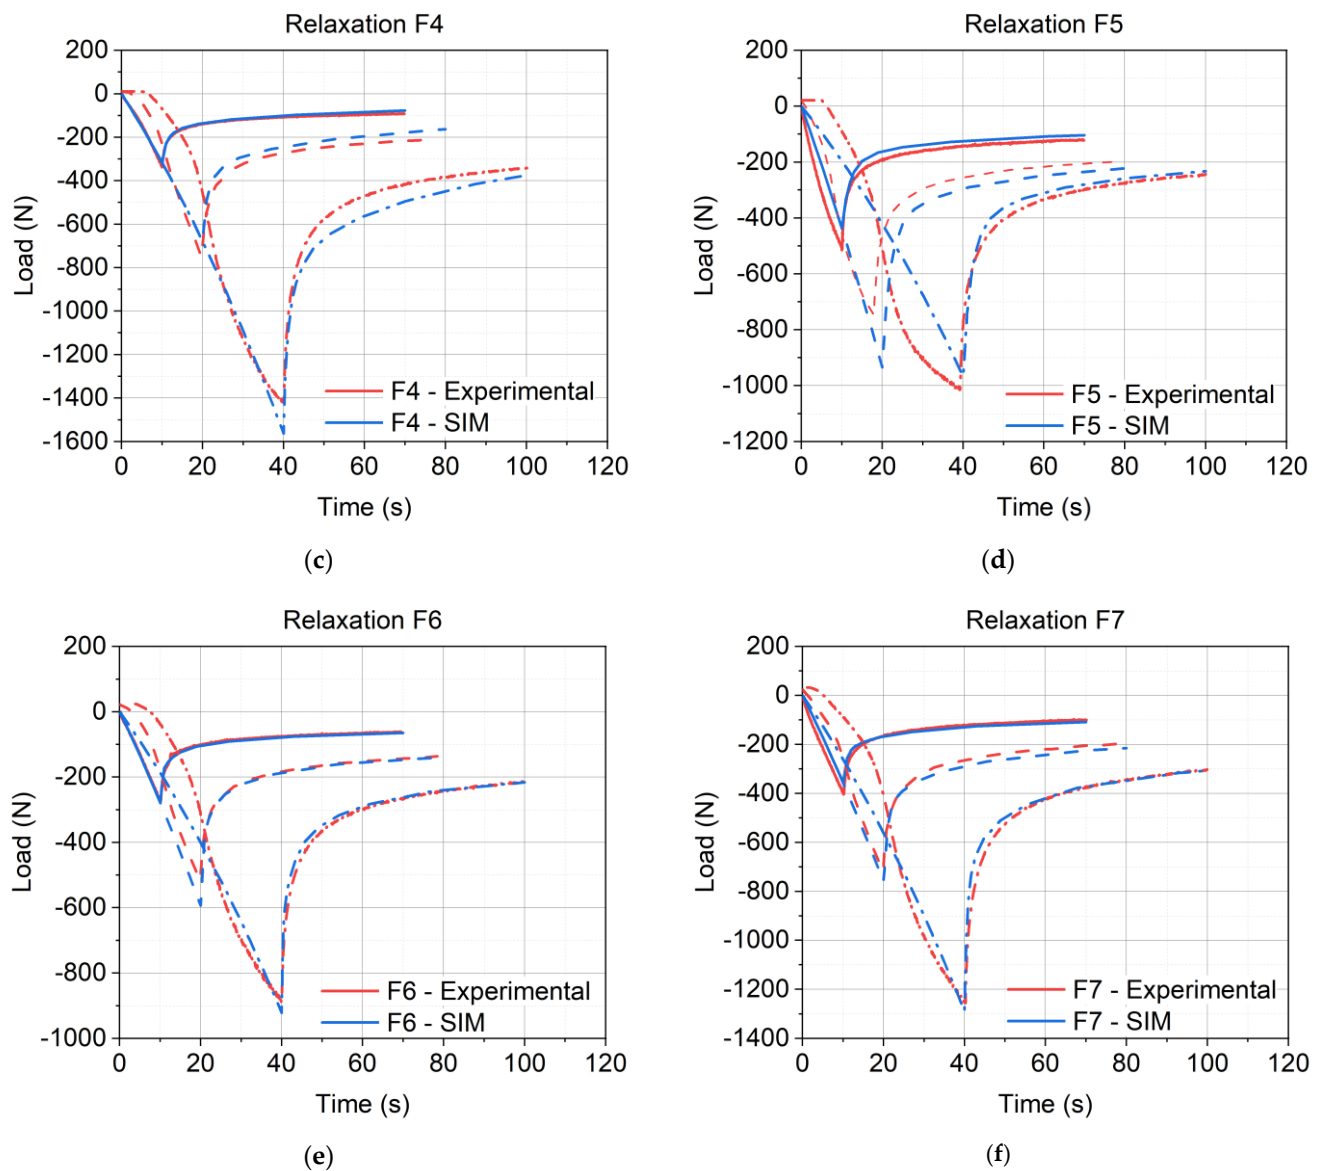 Relaxation F4
200
0
-200
-400
-600
-800
-1000
-1200
-1400
-1600
Load (N)
F4 - Experimental
F4 - SIM
0 20 40 60 80 100 120
Time (s)
(c)
Relaxation F5
200
0
-200
-400
-600
-800
-1000
-1200
Load (N)
F5 - Experimental
F5 - SIM
0 20 40 60 80 100 120
Time (s)
(d)
Relaxation F6
200
0
-200
-400
-600
-800
-1000
Load (N)
F6 - Experimental
F6 - SIM
0 20 40 60 80 100 120
Time (s)
(e)
Relaxation F7
200
0
-200
-400
-600
-800
-1000
-1200
-1400
Load (N)
F7 - Experimental
F7 - SIM
0 20 40 60 80 100 120
Time (s)
(f)